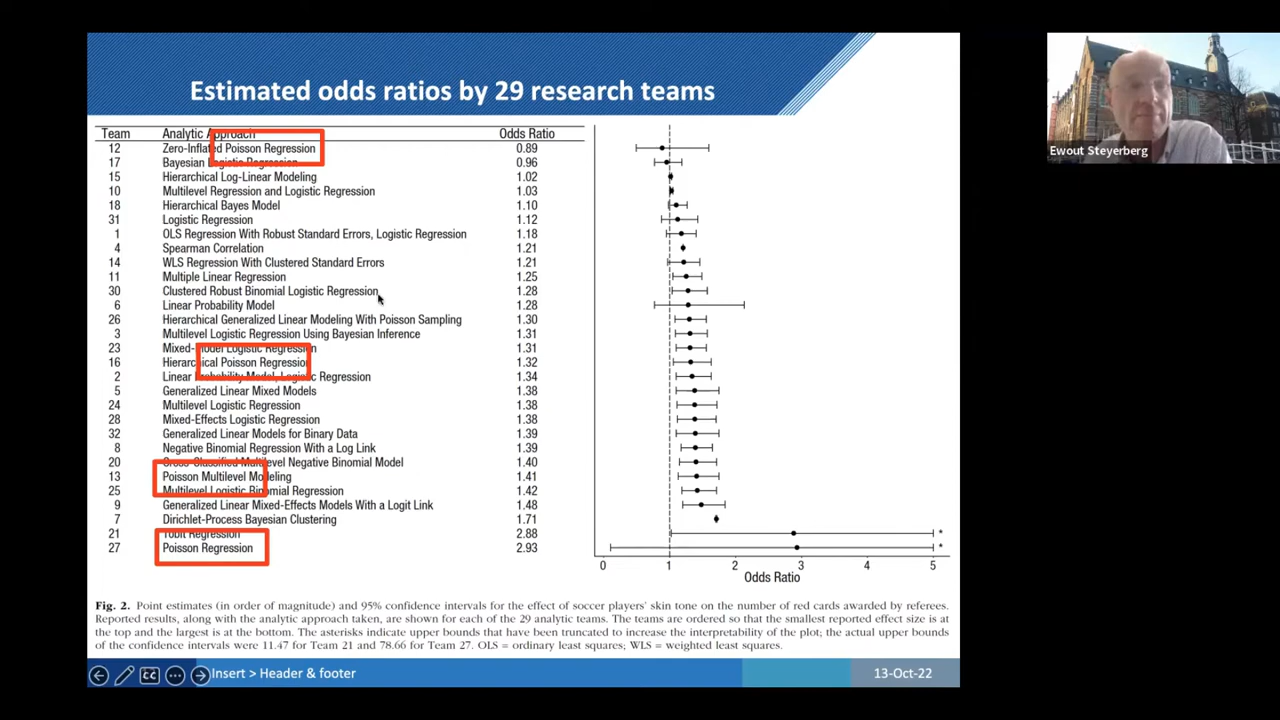 Estimated odds ratios by 29 research teams
Team Analytic Approach Odds Ratio
12 Zero-Inflated Poisson Regression 0.89
17 Bayesian Logistic Regression 0.96
15 Hierarchical Log-Linear Modeling 1.02
10 Multilevel Regression and Logistic Regression 1.03
18 Hierarchical Bayes Model 1.10
31 Logistic Regression 1.12
1 OLS Regression With Robust Standard Errors, Logistic Regression 1.18
4 Spearman Correlation 1.21
14 WLS Regression With Clustered Standard Errors 1.21
11 Multiple Linear Regression 1.25
30 Clustered Robust Binomial Logistic Regression 1.28
6 Linear Probability Model 1.28
26 Hierarchical Generalized Linear Modeling With Poisson Sampling 1.30
3 Multilevel Logistic Regression Using Bayesian Inference 1.31
23 Mixed-Model Logistic Regression 1.31
16 Hierarchical Poisson Regression 1.32
2 Linear Probability Model, Logistic Regression 1.34
5 Generalized Linear Mixed Models 1.38
24 Multilevel Logistic Regression 1.38
28 Mixed-Effects Logistic Regression 1.38
32 Generalized Linear Models for Binary Data 1.39
8 Negative Binomial Regression With a Log Link 1.39
20 Cross-Classified Multilevel Negative Binomial Model 1.40
13 Poisson Multilevel Modeling 1.41
25 Multilevel Logistic Binomial Regression 1.42
9 Generalized Linear Mixed-Effects Models With a Logit Link 1.48
7 Dirichlet-Process Bayesian Clustering 1.71
21 Tobit Regression 2.88 *
27 Poisson Regression 2.93 *
0 1 2 3 4 5
Odds Ratio
Fig. 2. Point estimates (in order of magnitude) and 95% confidence intervals for the effect of soccer players' skin tone on the number of red cards awarded by referees.
Reported results, along with the analytic approach taken, are shown for each of the 29 analytic teams. The teams are ordered so that the smallest reported effect size is at
the top and the largest is at the bottom. The asterisks indicate upper bounds that have been truncated to increase the interpretability of the plot; the actual upper bounds
of the confidence intervals were 11.47 for Team 21 and 78.66 for Team 27. OLS = ordinary least squares; WLS = weighted least squares.
CC Insert > Header & footer 13-Oct-22
Ewout Steyerberg